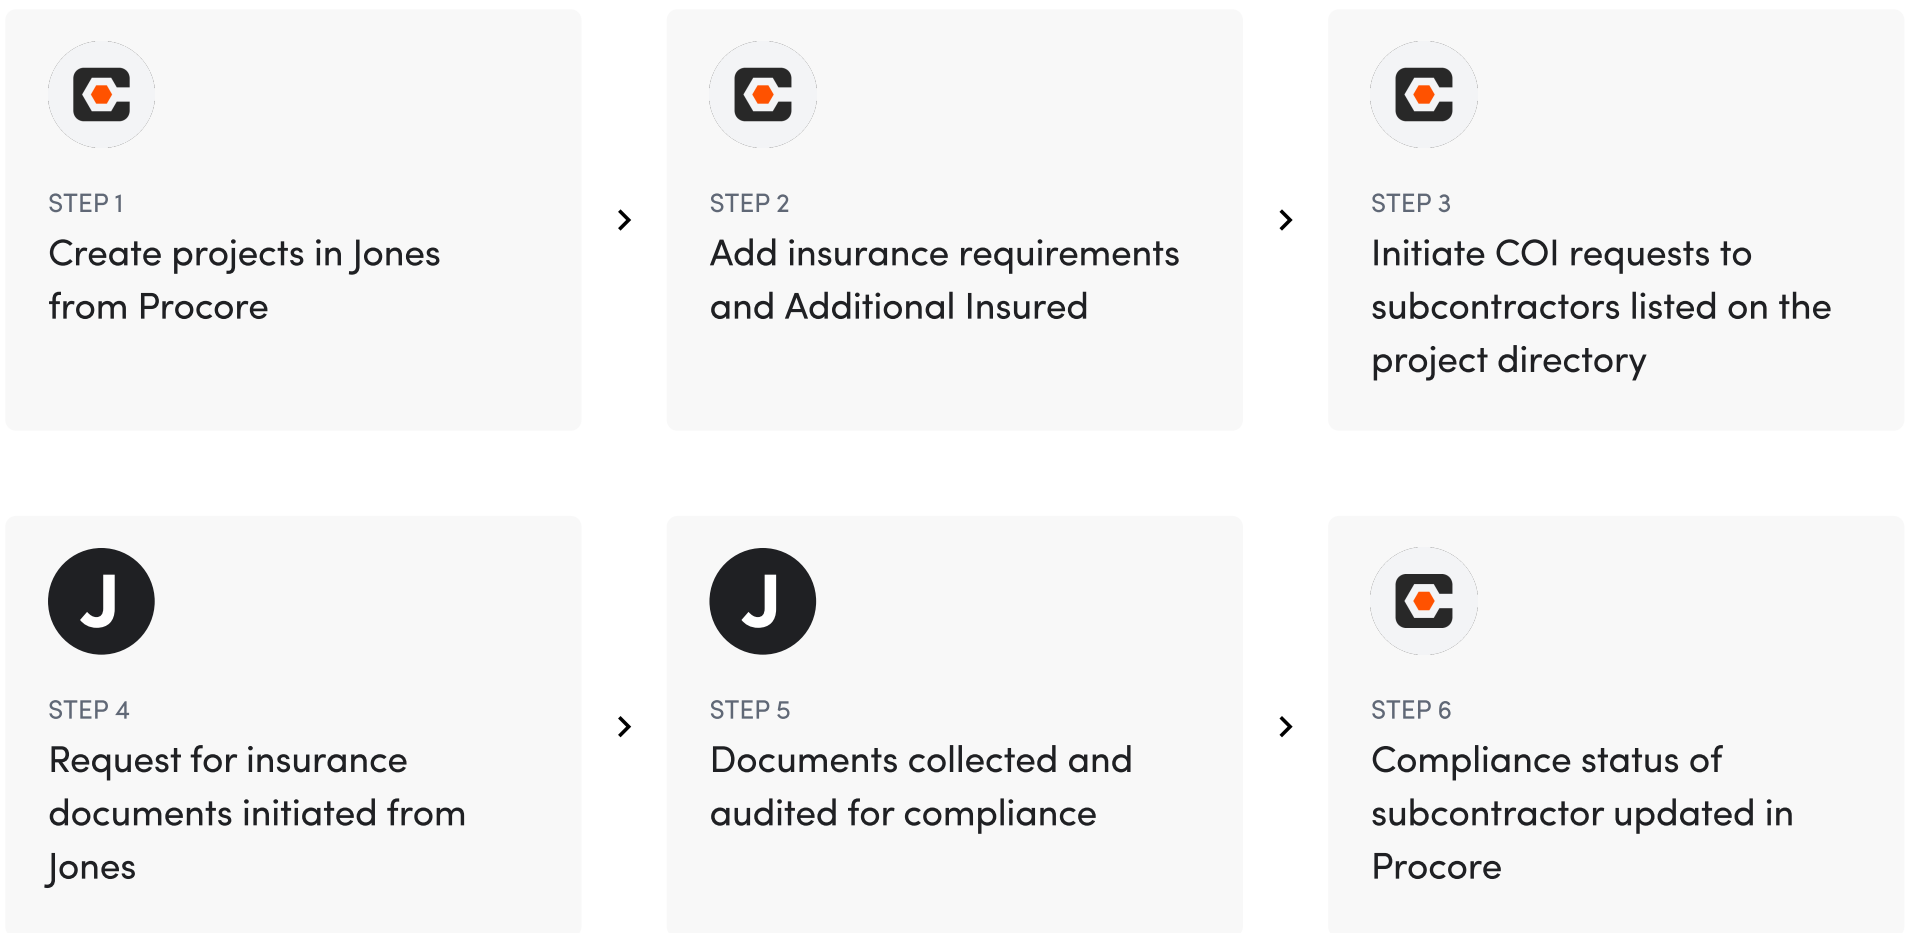 STEP 1
Create projects in Jones
from Procore
STEP 2
Add insurance requirements
and Additional Insured
STEP 3
Initiate COI requests to
subcontractors listed on the
project directory
J
STEP 4
Request for insurance
documents initiated from
Jones
J
STEP 5
Documents collected and
audited for compliance
STEP 6
Compliance status of
subcontractor updated in
Procore